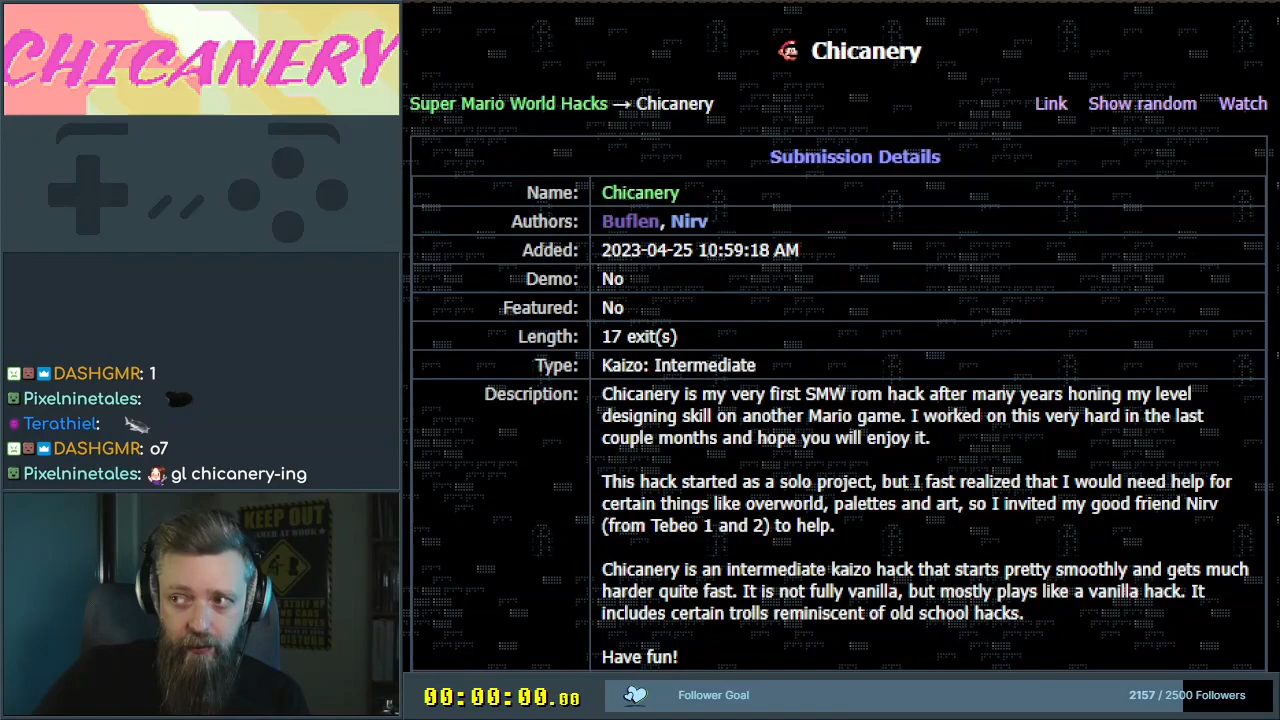 CHICANERY
Chicanery
Super Mario World Hacks → Chicanery
Link Show random Watch
Submission Details
Name: Chicanery
Authors: Buflen, Nirv
Added: 2023-04-25 10:59:18 AM
Demo: No
Featured: No
Length: 17 exit(s)
Type: Kaizo: Intermediate
Description: Chicanery is my very first SMW rom hack after many years honing my level
designing skill on another Mario game. I worked on this very hard in the last
couple months and hope you will enjoy it.
This hack started as a solo project, but I fast realized that I would need help for
certain things like overworld, palettes and art, so I invited my good friend Nirv
(from Tebeo 1 and 2) to help.
Chicanery is an intermediate kaizo hack that starts pretty smoothly and gets much
harder quite fast. It is not fully vanilla, but mostly plays like a vanilla hack. It
includes certain trolls reminiscent of old school hacks.
Have fun!
DASHGMR: 1
Pixelninetales:
Terathiel:
DASHGMR: o7
Pixelninetales: gl chicanery-ing
KEEP OUT
00:00:00.00
Follower Goal
2157 / 2500 Followers